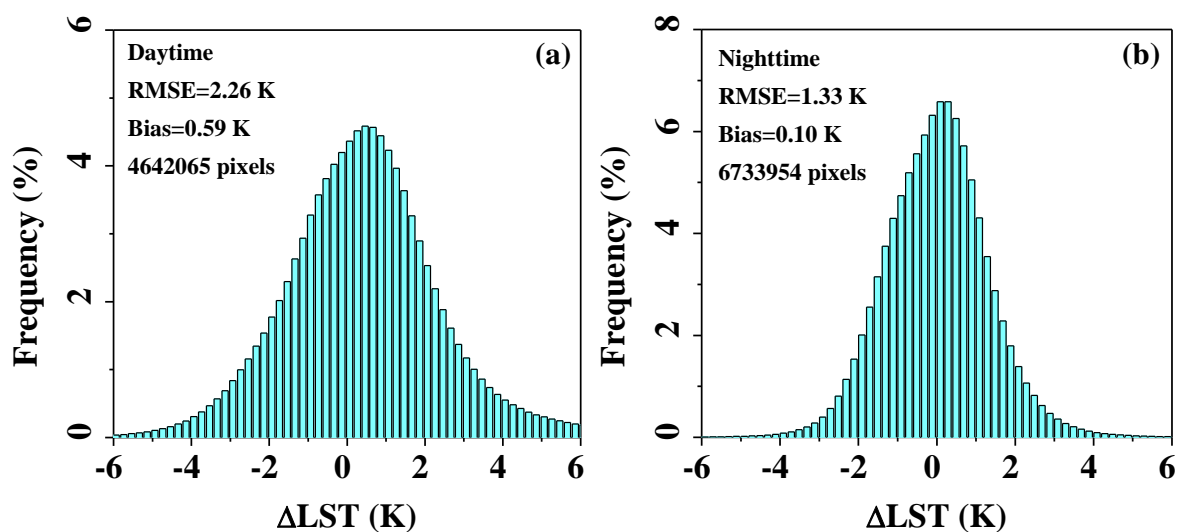 6
4
2
0
Frequency (%)
Daytime
RMSE=2.26 K
Bias=0.59 K
4642065 pixels
(a)
-6 -4 -2 0 2 4 6
ΔLST (K)
8
6
4
2
0
Frequency (%)
Nighttime
RMSE=1.33 K
Bias=0.10 K
6733954 pixels
(b)
-6 -4 -2 0 2 4 6
ΔLST (K)